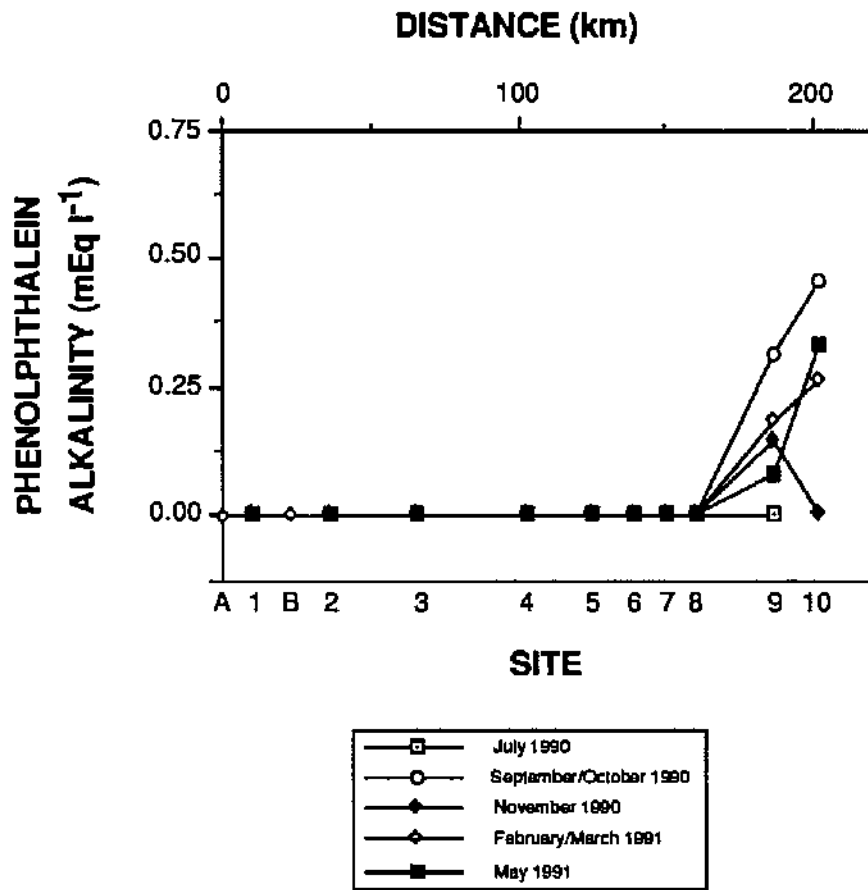 DISTANCE (km)
0 100 200
PHENOLPHTHALEIN
ALKALINITY (mEq l⁻¹)
0.75
0.50
0.25
0.00
A 1 B 2 3 4 5 6 7 8 9 10
SITE
July 1990
September/October 1990
November 1990
February/March 1991
May 1991